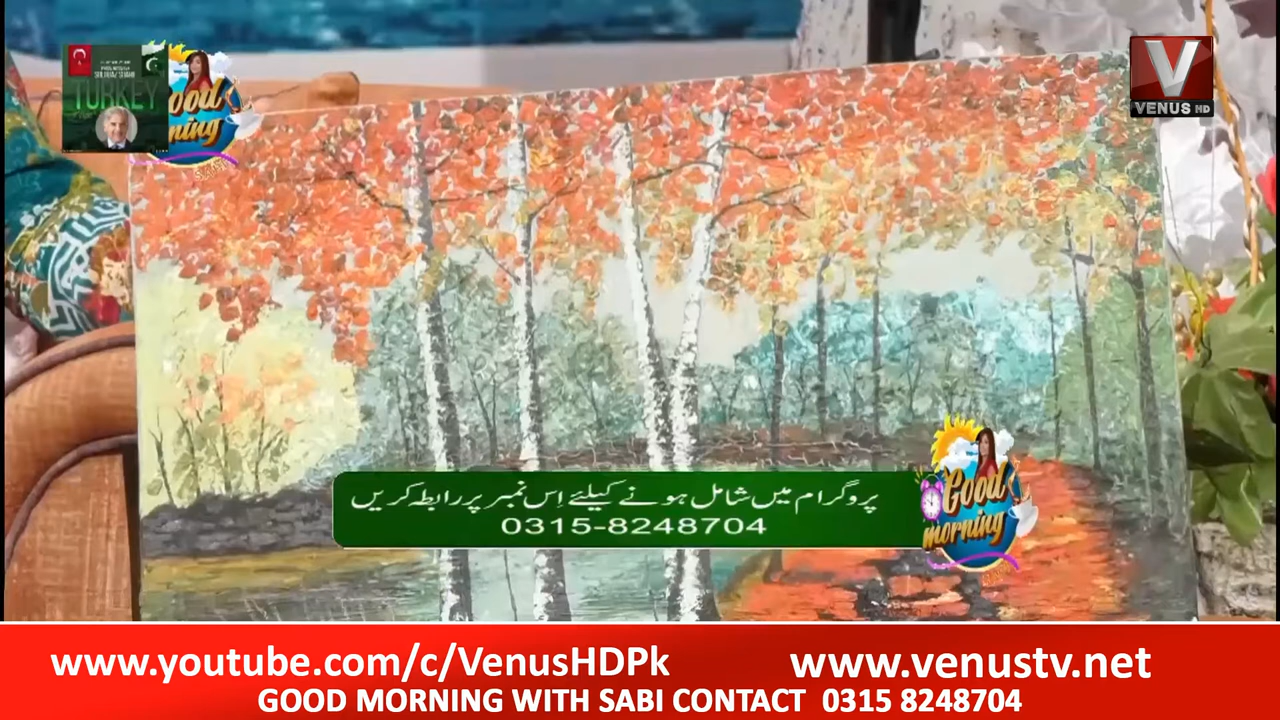 TURKEY
Good
morning
V
VENUS HD
پروگرام میں شامل ہونے کیلئے اِس نمبر پر رابطہ کریں
0315-8248704
Good
morning
www.youtube.com/c/VenusHDPk
www.venustv.net
GOOD MORNING WITH SABI CONTACT 0315 8248704